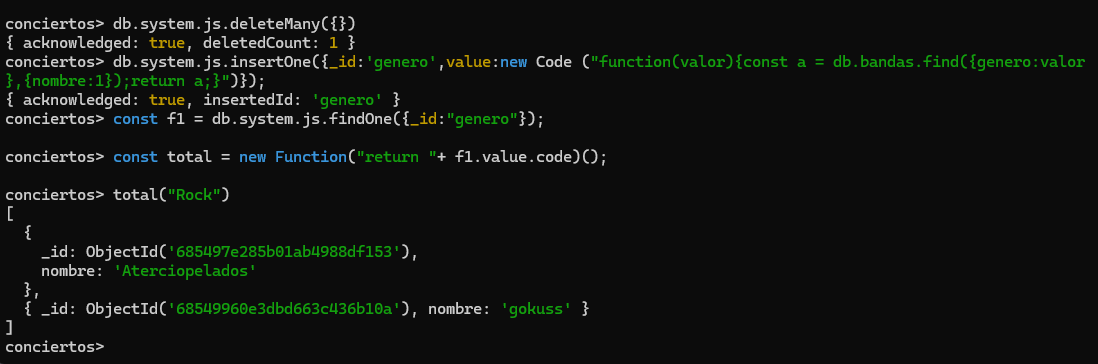 conciertos> db.system.js.deleteMany({})
{ acknowledged: true, deletedCount: 1 }
conciertos> db.system.js.insertOne({_id:'genero',value:new Code ("function(valor){const a = db.bandas.find({genero:valor
},{nombre:1});return a;}")});
{ acknowledged: true, insertedId: 'genero' }
conciertos> const f1 = db.system.js.findOne({_id:"genero"});
conciertos> const total = new Function("return "+ f1.value.code)();
conciertos> total("Rock")
[
  {
    _id: ObjectId('685497e285b01ab4988df153'),
    nombre: 'Aterciopelados'
  },
  { _id: ObjectId('68549960e3dbd663c436b10a'), nombre: 'gokuss' }
]
conciertos>